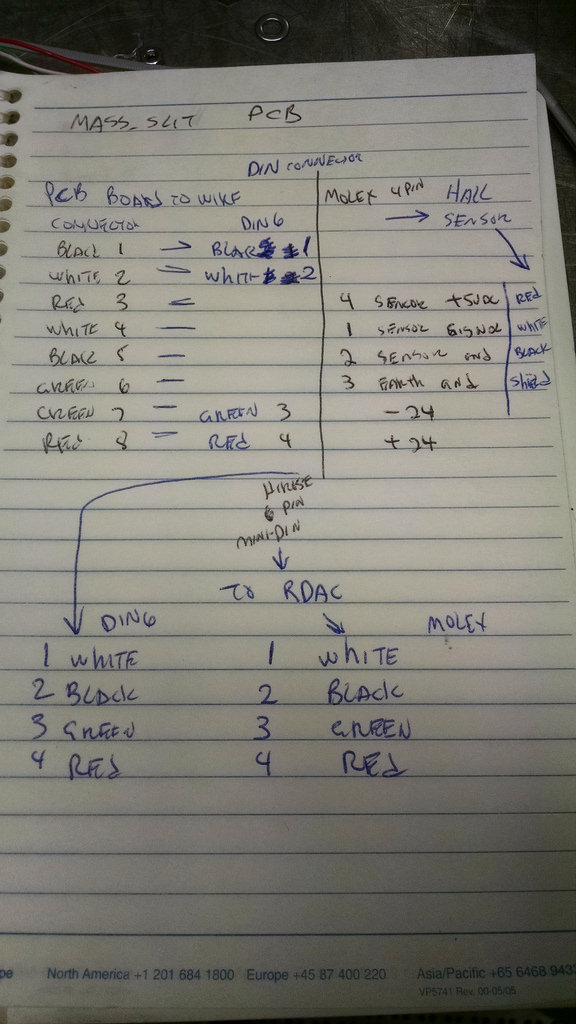 MASS_SLIT PCB
DIN CONNECTOR
PCB BOARD TO WIRE
CONNECTOR DIN6
BLACK 1 → BLACK 1
WHITE 2 = WHITE 2
RED 3 =
WHITE 4 —
BLACK 5 —
GREEN 6 —
GREEN 7 — GREEN 3
RED 8 = RED 4
MOLEX 4 PIN HALL
→ SENSOR
4 SENSOR +5VDC RED
1 SENSOR SIGNAL WHITE
2 SENSOR GND BLACK
3 EARTH GND Shield
- 24
+ 24
HIROSE
6 PIN
MINI-DIN
TO RDAC
DIN6 MOLEX
1 WHITE 1 WHITE
2 BLACK 2 BLACK
3 GREEN 3 GREEN
4 RED 4 RED
pe North America +1 201 684 1800 Europe +45 87 400 220 Asia/Pacific +65 6468 943
VP5741 Rev. 00-05/05